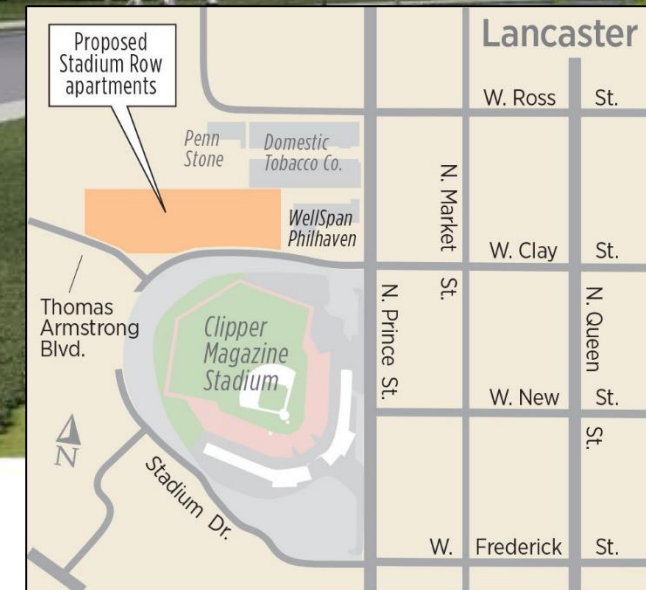 Lancaster
Proposed
Stadium Row
apartments
W. Ross St.
Penn
Stone
Domestic
Tobacco Co.
N. Market
St.
WellSpan
Philhaven
W. Clay St.
Thomas
Armstrong
Blvd.
Clipper
Magazine
Stadium
N. Prince St.
N. Queen
St.
W. New St.
N
Stadium Dr.
W. Frederick St.